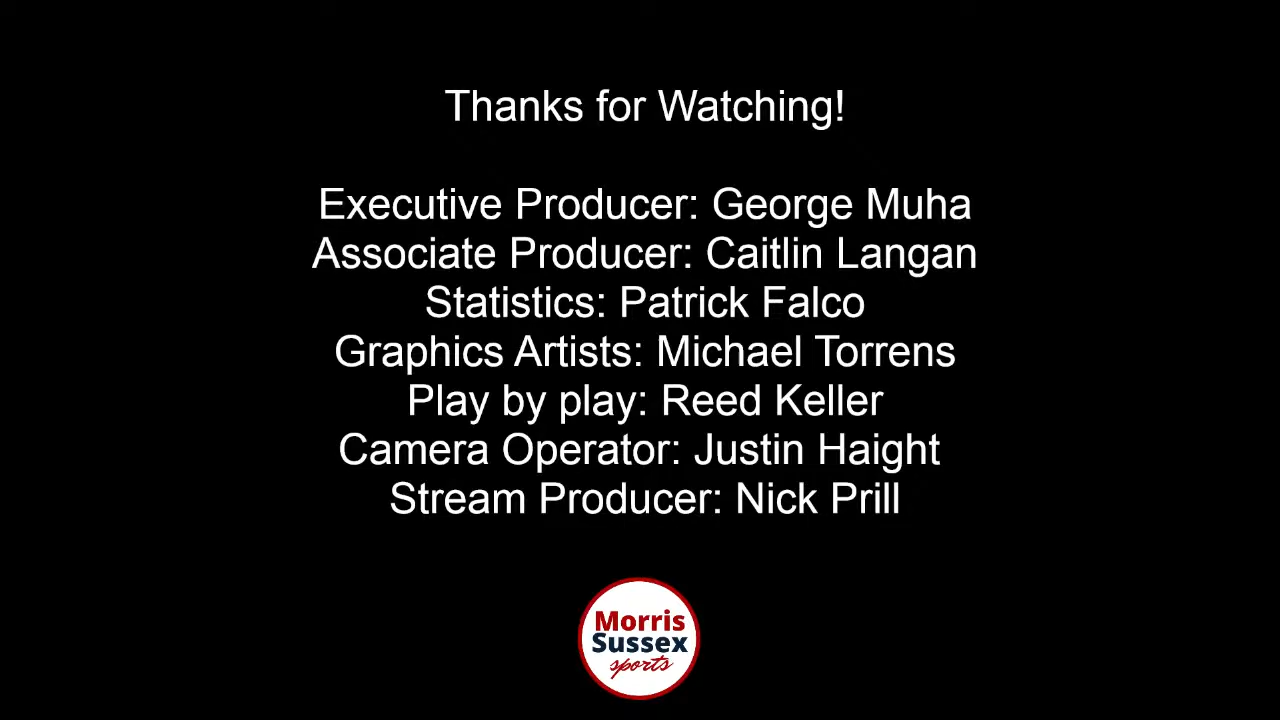 Thanks for Watching!
Executive Producer: George Muha
Associate Producer: Caitlin Langan
Statistics: Patrick Falco
Graphics Artists: Michael Torrens
Play by play: Reed Keller
Camera Operator: Justin Haight
Stream Producer: Nick Prill
Morris
Sussex
sports